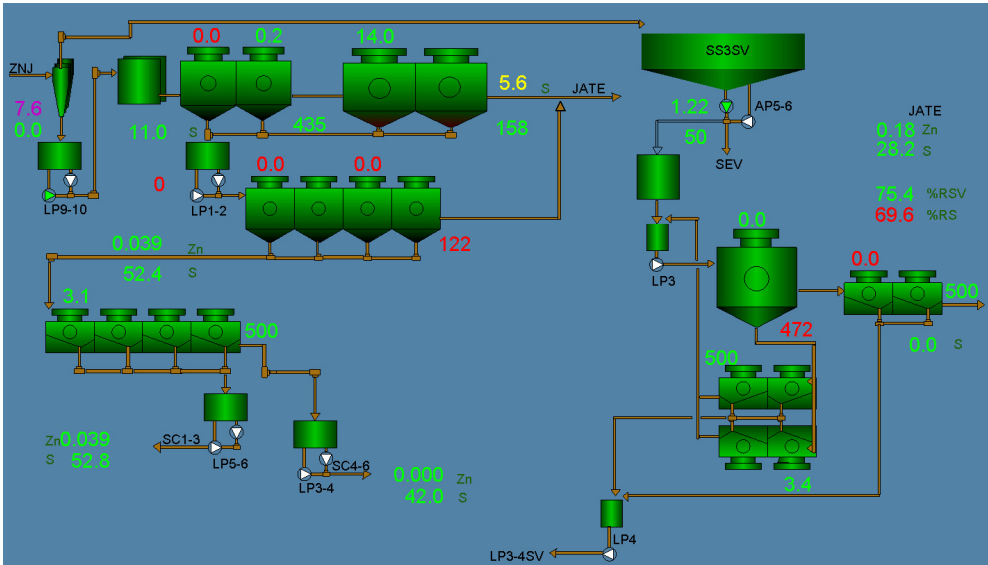 0.0 0.2 14.0
SS3SV
ZNJ
7.6
0.0
5.6 S JATE
1.22 AP5-6
50
JATE
0.18 Zn
28.2 S
11.0 S 435 158
SEV
0 0.0 0.0
75.4 %RSV
69.6 %RS
LP9-10 LP1-2
0.0
122
0.039 Zn
52.4 S
LP3
0.0
3.1
500
472
500
0.0 S
500
Zn 0.039
S 52.8
SC1-3
LP5-6
SC4-6
LP3-4
0.000 Zn
42.0 S
3.4
LP4
LP3-4SV